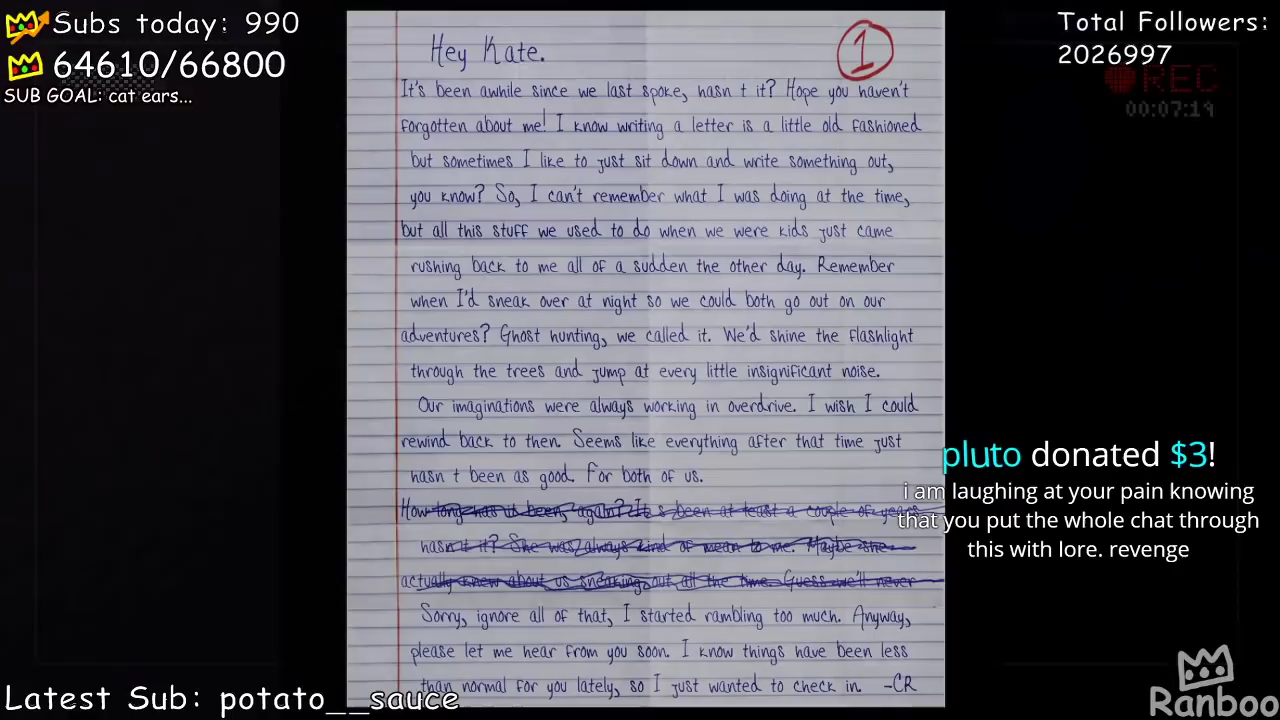 Subs today: 990
64610/66800
SUB GOAL: cat ears...
Total Followers:
2026997
REC
00:07:19
1
Hey Kate.
It's been awhile since we last spoke, hasn t it? Hope you haven't
forgotten about me! I know writing a letter is a little old fashioned
but sometimes I like to just sit down and write something out,
you know? So, I can't remember what I was doing at the time,
but all this stuff we used to do when we were kids just came
rushing back to me all of a sudden the other day. Remember
when I'd sneak over at night so we could both go out on our
adventures? Ghost hunting, we called it. We'd shine the flashlight
through the trees and jump at every little insignificant noise.
Our imaginations were always working in overdrive. I wish I could
rewind back to then. Seems like everything after that time just
hasn t been as good. For both of us.
How long has it been, again? It s been at least a couple of years
hasn t it? She was always kind of mean to me. Maybe she
actually knew about us sneaking out all the time. Guess we'll never
Sorry, ignore all of that, I started rambling too much. Anyway,
please let me hear from you soon. I know things have been less
than normal for you lately, so I just wanted to check in. -CR
pluto donated $3!
i am laughing at your pain knowing
that you put the whole chat through
this with lore. revenge
Latest Sub: potato__sauce
Ranboo